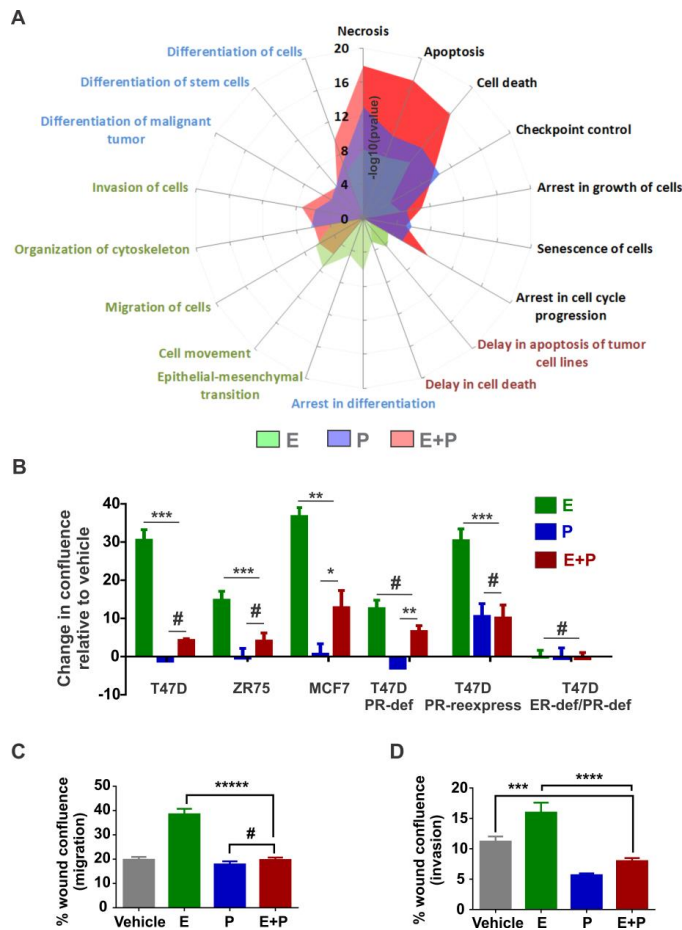 A
Necrosis
20
Differentiation of cells
Apoptosis
16
Differentiation of stem cells
Cell death
12
Differentiation of malignant
tumor
Checkpoint control
8
-log10(pvalue)
4
Invasion of cells
Arrest in growth of cells
0
Organization of cytoskeleton
Senescence of cells
Migration of cells
Arrest in cell cycle
progression
Cell movement
Delay in apoptosis of tumor
cell lines
Epithelial-mesenchymal
transition
Delay in cell death
Arrest in differentiation
E P E+P
B
Change in confluence
relative to vehicle
40
30
20
10
0
-10
*** # *** # ** * # ** *** # #
E
P
E+P
T47D ZR75 MCF7 T47D
PR-def T47D
PR-reexpress T47D
ER-def/PR-def
C
% wound confluence
(migration)
50
40
30
20
10
0
*****
#
Vehicle E P E+P
D
% wound confluence
(invasion)
20
15
10
5
0
*** ****
Vehicle E P E+P